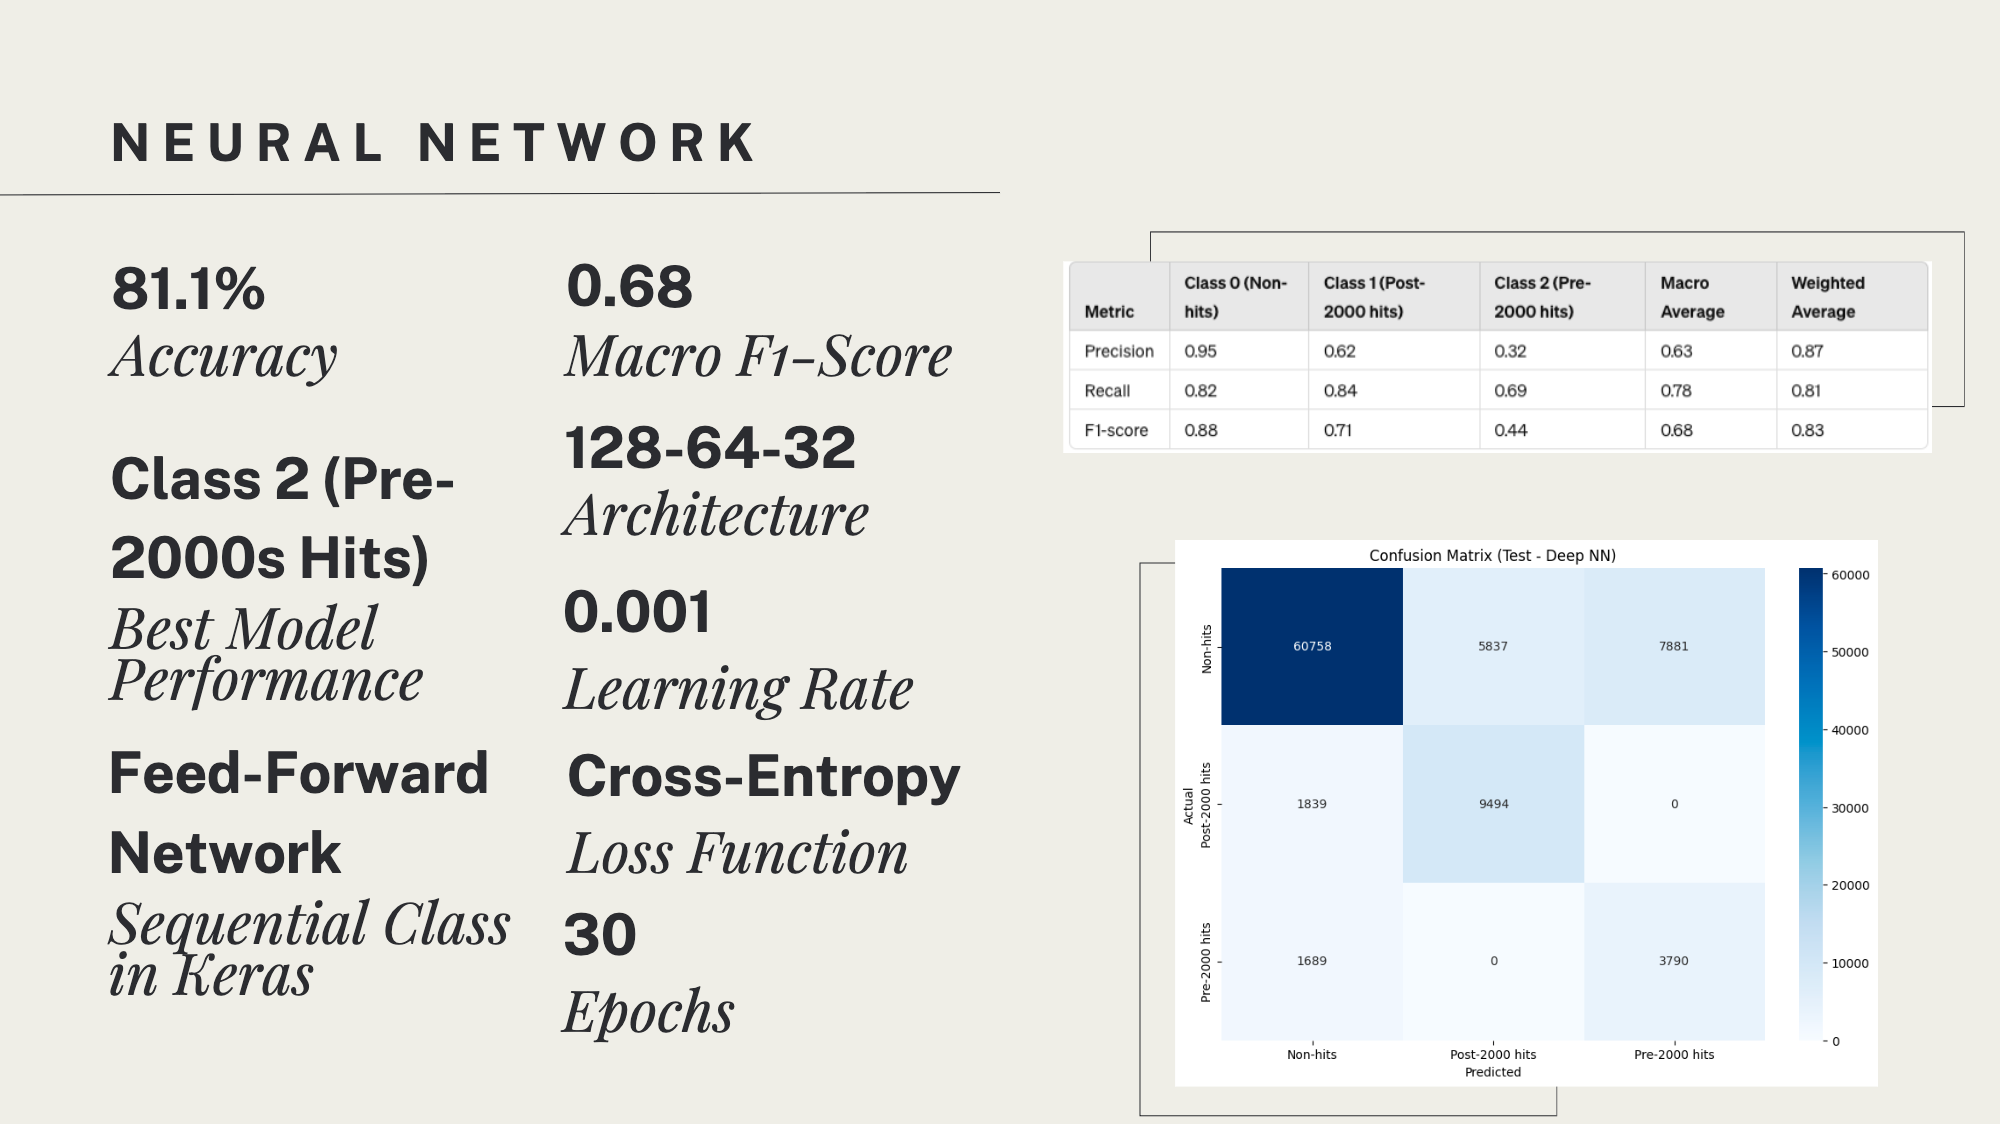 NEURAL NETWORK
81.1%
Accuracy
Class 2 (Pre-
2000s Hits)
Best Model
Performance
Feed-Forward
Network
Sequential Class
in Keras
0.68
Macro F1-Score
128-64-32
Architecture
0.001
Learning Rate
Cross-Entropy
Loss Function
30
Epochs
Metric Class 0 (Non-hits) Class 1 (Post-2000 hits) Class 2 (Pre-2000 hits) Macro Average Weighted Average
Precision 0.95 0.62 0.32 0.63 0.87
Recall 0.82 0.84 0.69 0.78 0.81
F1-score 0.88 0.71 0.44 0.68 0.83
Confusion Matrix (Test - Deep NN)
Actual
Non-hits 60758 5837 7881
Post-2000 hits 1839 9494 0
Pre-2000 hits 1689 0 3790
Non-hits Post-2000 hits Pre-2000 hits
Predicted
60000
50000
40000
30000
20000
10000
0